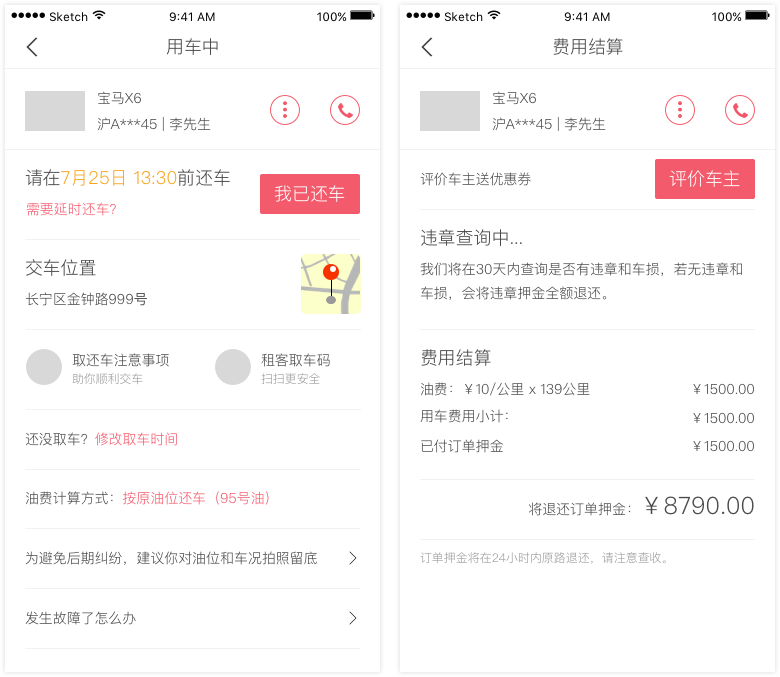 Sketch 9:41 AM 100%
用车中
宝马X6
沪A***45 | 李先生
请在7月25日 13:30前还车
需要延时还车?
我已还车
交车位置
长宁区金钟路999号
取还车注意事项
助你顺利交车
租客取车码
扫扫更安全
还没取车? 修改取车时间
油费计算方式：按原油位还车（95号油）
为避免后期纠纷，建议你对油位和车况拍照留底
发生故障了怎么办
Sketch 9:41 AM 100%
费用结算
宝马X6
沪A***45 | 李先生
评价车主送优惠券
评价车主
违章查询中...
我们将在30天内查询是否有违章和车损，若无违章和
车损，会将违章押金全额退还。
费用结算
油费：￥10/公里 x 139公里 ￥1500.00
用车费用小计： ￥1500.00
已付订单押金 ￥1500.00
将退还订单押金：￥8790.00
订单押金将在24小时内原路退还，请注意查收。